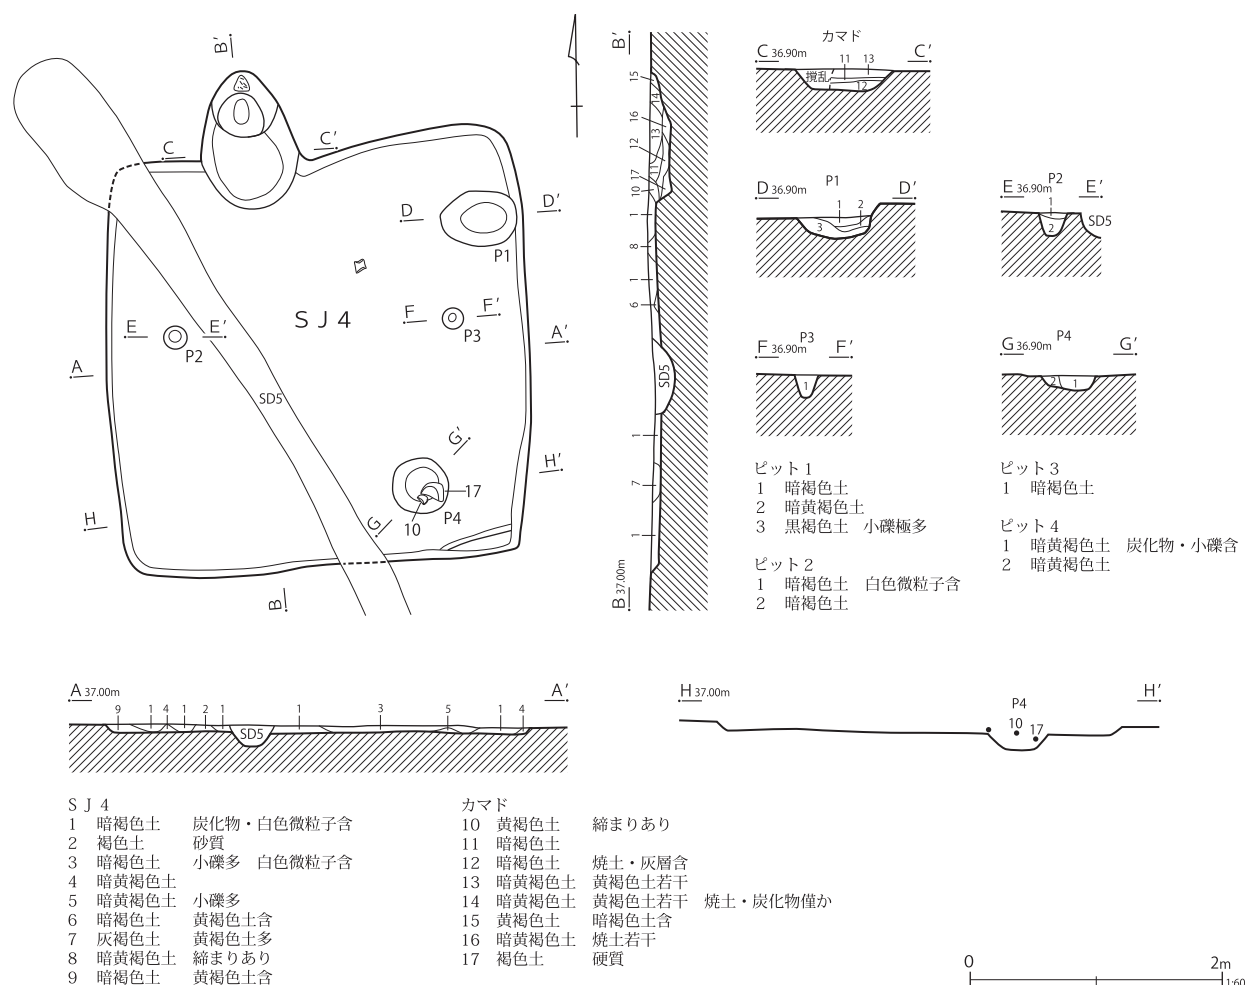 B′
C
C′
D
D′
P1
SJ4
F
F′
P3
E
E′
P2
A
A′
SD5
G′
H′
17
10
P4
G
H
B
B′
15
14
16
13
12
11
17
10
1
8
1
6
SD5
1
7
1
B 37.00m
カマド
C 36.90m
C′
11
13
撹乱
12
P1
D 36.90m
D′
1
2
3
P2
E 36.90m
E′
1
2
SD5
P3
F 36.90m
F′
1
P4
G 36.90m
G′
2
1
ピット1
1 暗褐色土
2 暗黄褐色土
3 黒褐色土 小礫極多
ピット2
1 暗褐色土 白色微粒子含
2 暗褐色土
ピット3
1 暗褐色土
ピット4
1 暗黄褐色土 炭化物・小礫含
2 暗黄褐色土
A 37.00m
A′
9 1 4 1 2 1 1 3 5 1 4
SD5
H 37.00m
H′
P4
10
17
SJ4
1 暗褐色土 炭化物・白色微粒子含
2 褐色土 砂質
3 暗褐色土 小礫多 白色微粒子含
4 暗黄褐色土
5 暗黄褐色土 小礫多
6 暗褐色土 黄褐色土含
7 灰褐色土 黄褐色土多
8 暗黄褐色土 締まりあり
9 暗褐色土 黄褐色土含
カマド
10 黄褐色土 締まりあり
11 暗褐色土
12 暗褐色土 焼土・灰層含
13 暗黄褐色土 黄褐色土若干
14 暗黄褐色土 黄褐色土若干 焼土・炭化物僅か
15 黄褐色土 暗褐色土含
16 暗黄褐色土 焼土若干
17 褐色土 硬質
0
2m
1:60